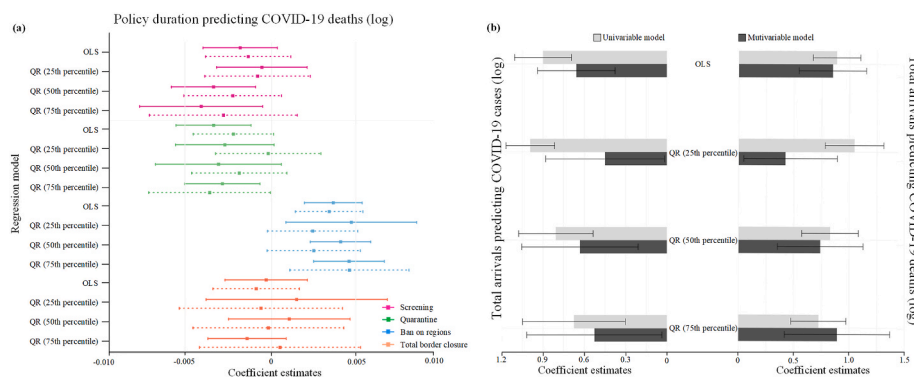 Policy duration predicting COVID-19 deaths (log)
(a)
Regression model
OLS
QR (25th percentile)
QR (50th percentile)
QR (75th percentile)
OLS
QR (25th percentile)
QR (50th percentile)
QR (75th percentile)
OLS
QR (25th percentile)
QR (50th percentile)
QR (75th percentile)
OLS
QR (25th percentile)
QR (50th percentile)
QR (75th percentile)
Screening
Quarantine
Ban on regions
Total border closure
-0.010 -0.005 0 0.005 0.010
Coefficient estimates
(b)
Univariable model Mutivariable model
Total arrivals predicting COVID-19 cases (log)
OLS
QR (25th percentile)
QR (50th percentile)
QR (75th percentile)
1.2 0.9 0.6 0.3 0 0 0.5 1.0 1.5
Coefficient estimates Coefficient estimates
Total arrivals predicting COVID-19 deaths (log)